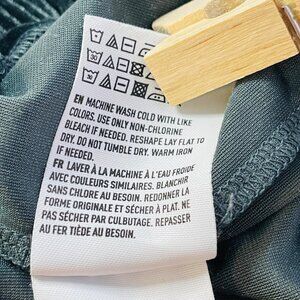 EN MACHINE WASH COLD WITH LIKE
COLORS. USE ONLY NON-CHLORINE
BLEACH IF NEEDED. RESHAPE LAY FLAT TO
DRY. DO NOT TUMBLE DRY. WARM IRON
IF NEEDED.
FR LAVER À LA MACHINE À L'EAU FROIDE
AVEC COULEURS SIMILAIRES. BLANCHIR
SANS CHLORE AU BESOIN. REDONNER LA
FORME ORIGINALE ET SÉCHER À PLAT. NE
PAS SÉCHER PAR CULBUTAGE. REPASSER
AU FER TIÈDE AU BESOIN.